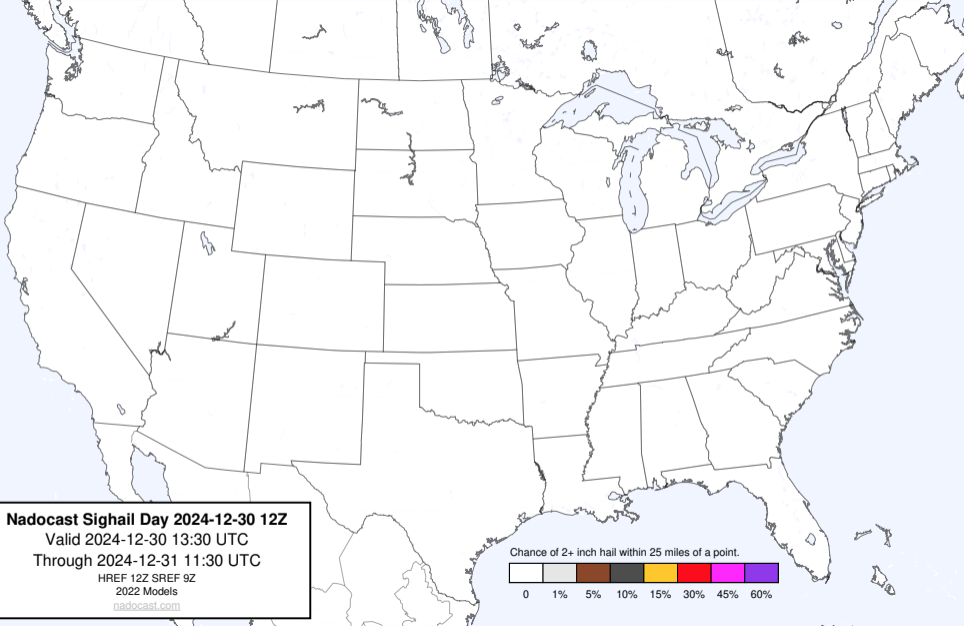 Nadocast Sighail Day 2024-12-30 12Z
Valid 2024-12-30 13:30 UTC
Through 2024-12-31 11:30 UTC
HREF 12Z SREF 9Z
2022 Models
nadocast.com
Chance of 2+ inch hail within 25 miles of a point.
0 1% 5% 10% 15% 30% 45% 60%